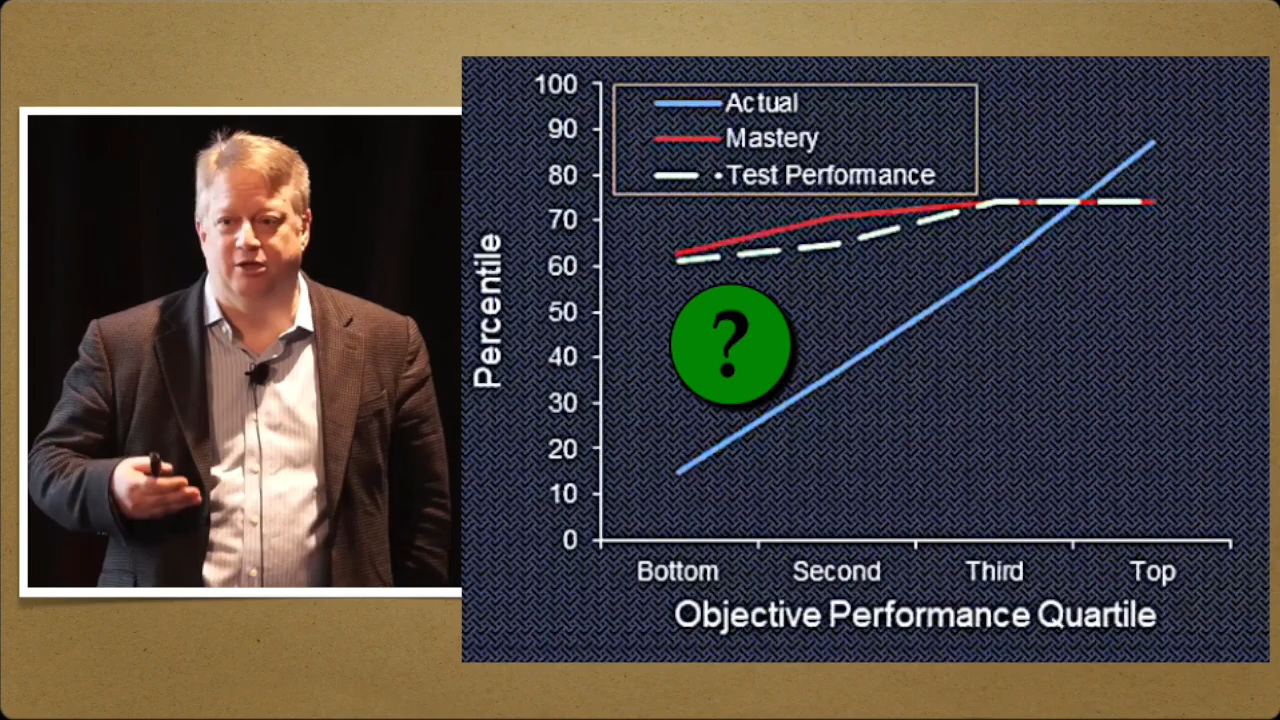 100
90
80
70
60
50
40
30
20
10
0
Percentile
Actual
Mastery
Test Performance
?
Bottom Second Third Top
Objective Performance Quartile